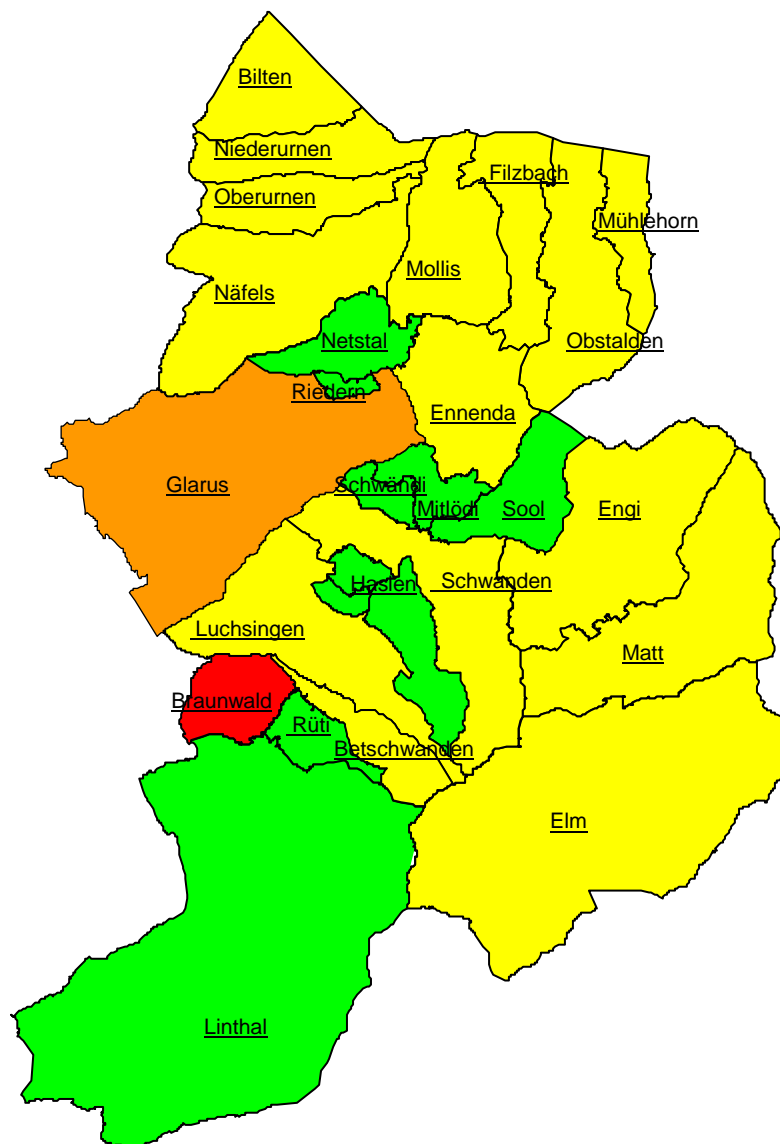 Bilten
Niederurnen
Filzbach
Oberurnen
Mühlehorn
Mollis
Näfels
Netstal
Obstalden
Riedern
Ennenda
Glarus
Schwändi
Mitlödi
Sool
Engi
Haslen
Schwanden
Luchsingen
Matt
Braunwald
Rüti
Betschwanden
Elm
Linthal